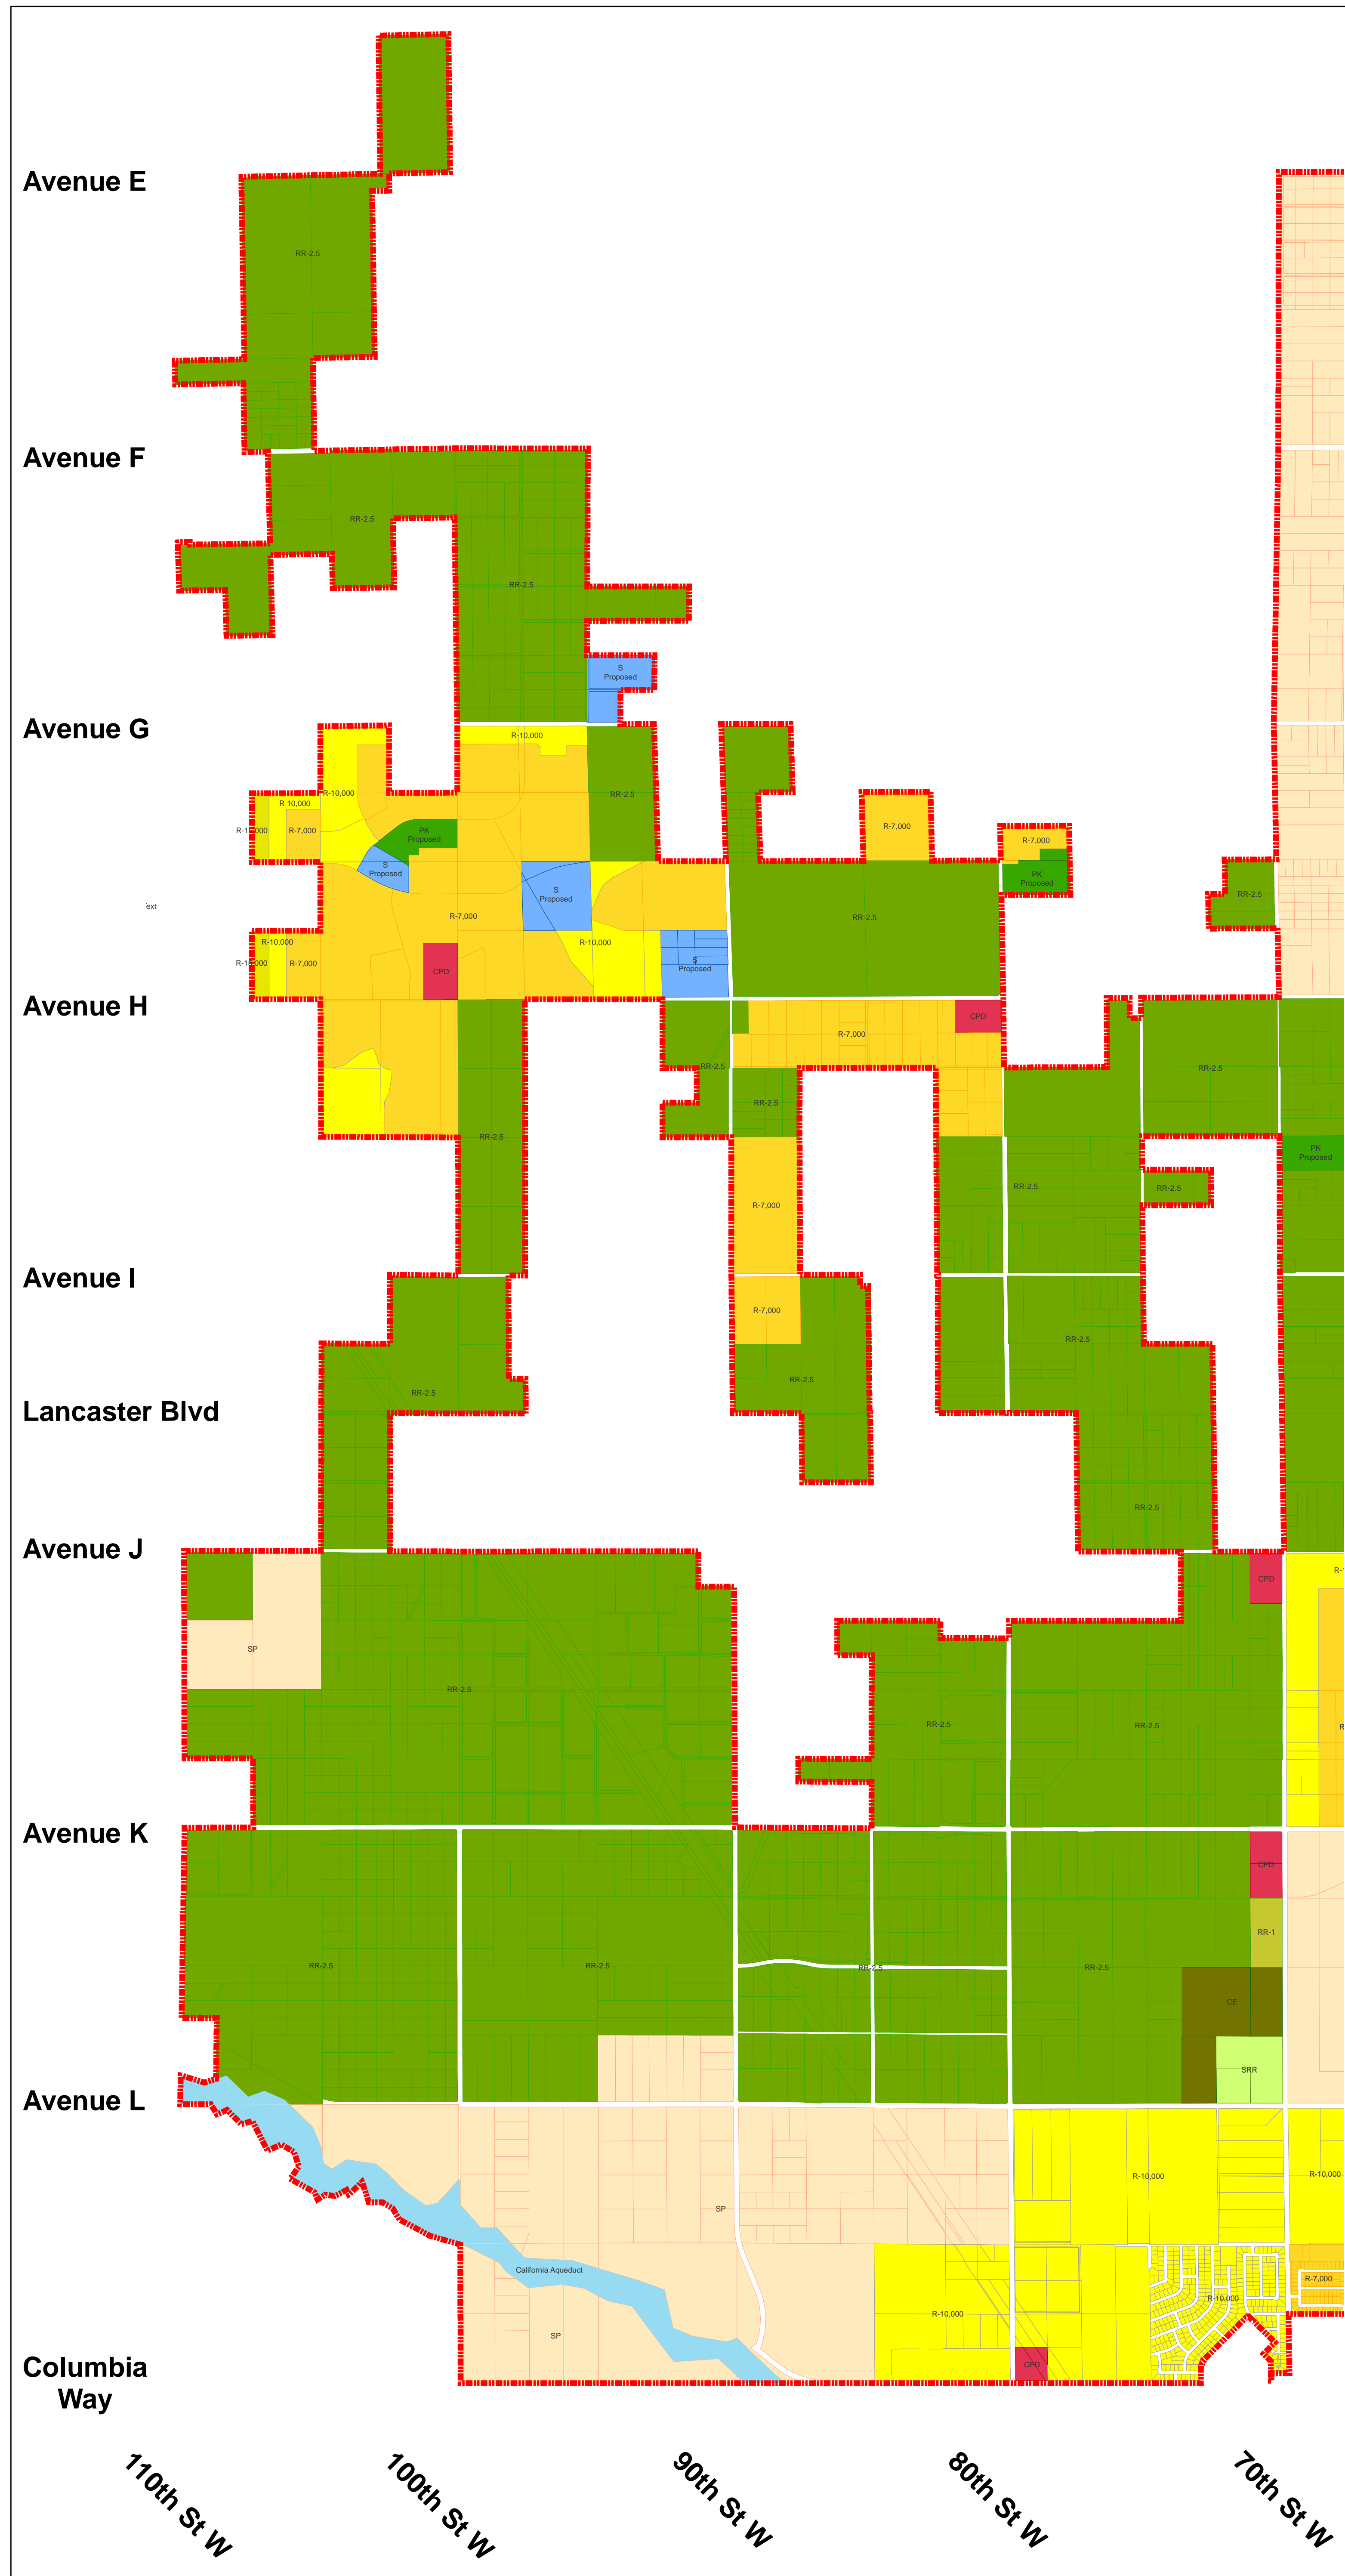 Avenue E
RR-2.5
Avenue F
RR-2.5
RR-2.5
S
Proposed
Avenue G
R-10,000
RR-2.5
R-10,000
R 10,000
R-7,000
PK
Proposed
R-7,000
R-7,000
S
Proposed
S
Proposed
PK
Proposed
RR-2.5
ext
R-7,000
RR-2.5
R-10,000
R-10,000
R-7,000
S
Proposed
CPD
Avenue H
CPD
R-7,000
RR-2.5
RR-2.5
RR-2.5
RR-2.5
PK
Proposed
RR-2.5
RR-2.5
R-7,000
Avenue I
R-7,000
RR-2.5
RR-2.5
RR-2.5
Lancaster Blvd
RR-2.5
Avenue J
CPD
SP
RR-2.5
RR-2.5
RR-2.5
Avenue K
CPD
RR-1
RR-2.5
RR-2.5
RR-2.5
RR-2.5
CE
SRR
Avenue L
R-10,000
R-10,000
SP
California Aqueduct
R-7,000
R-10,000
R-10,000
SP
CPD
Columbia
Way
110th St W
100th St W
90th St W
80th St W
70th St W